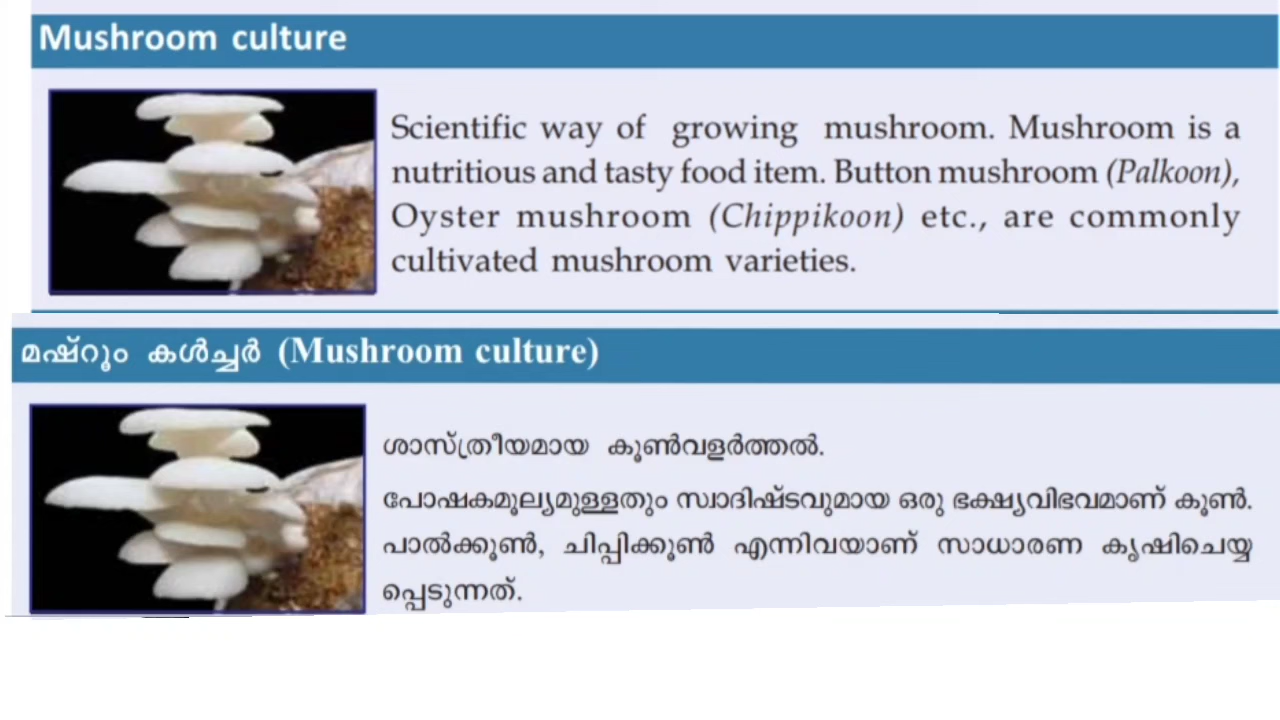 Mushroom culture
Scientific way of growing mushroom. Mushroom is a
nutritious and tasty food item. Button mushroom (Palkoon),
Oyster mushroom (Chippikoon) etc., are commonly
cultivated mushroom varieties.
മഷ്റൂം കൾച്ചർ (Mushroom culture)
ശാസ്ത്രീയമായ കൂൺവളർത്തൽ.
പോഷകമൂല്യമുള്ളതും സ്വാദിഷ്ടവുമായ ഒരു ഭക്ഷ്യവിഭവമാണ് കൂൺ.
പാൽക്കൂൺ, ചിപ്പിക്കൂൺ എന്നിവയാണ് സാധാരണ കൃഷിചെയ്യ
പ്പെടുന്നത്.